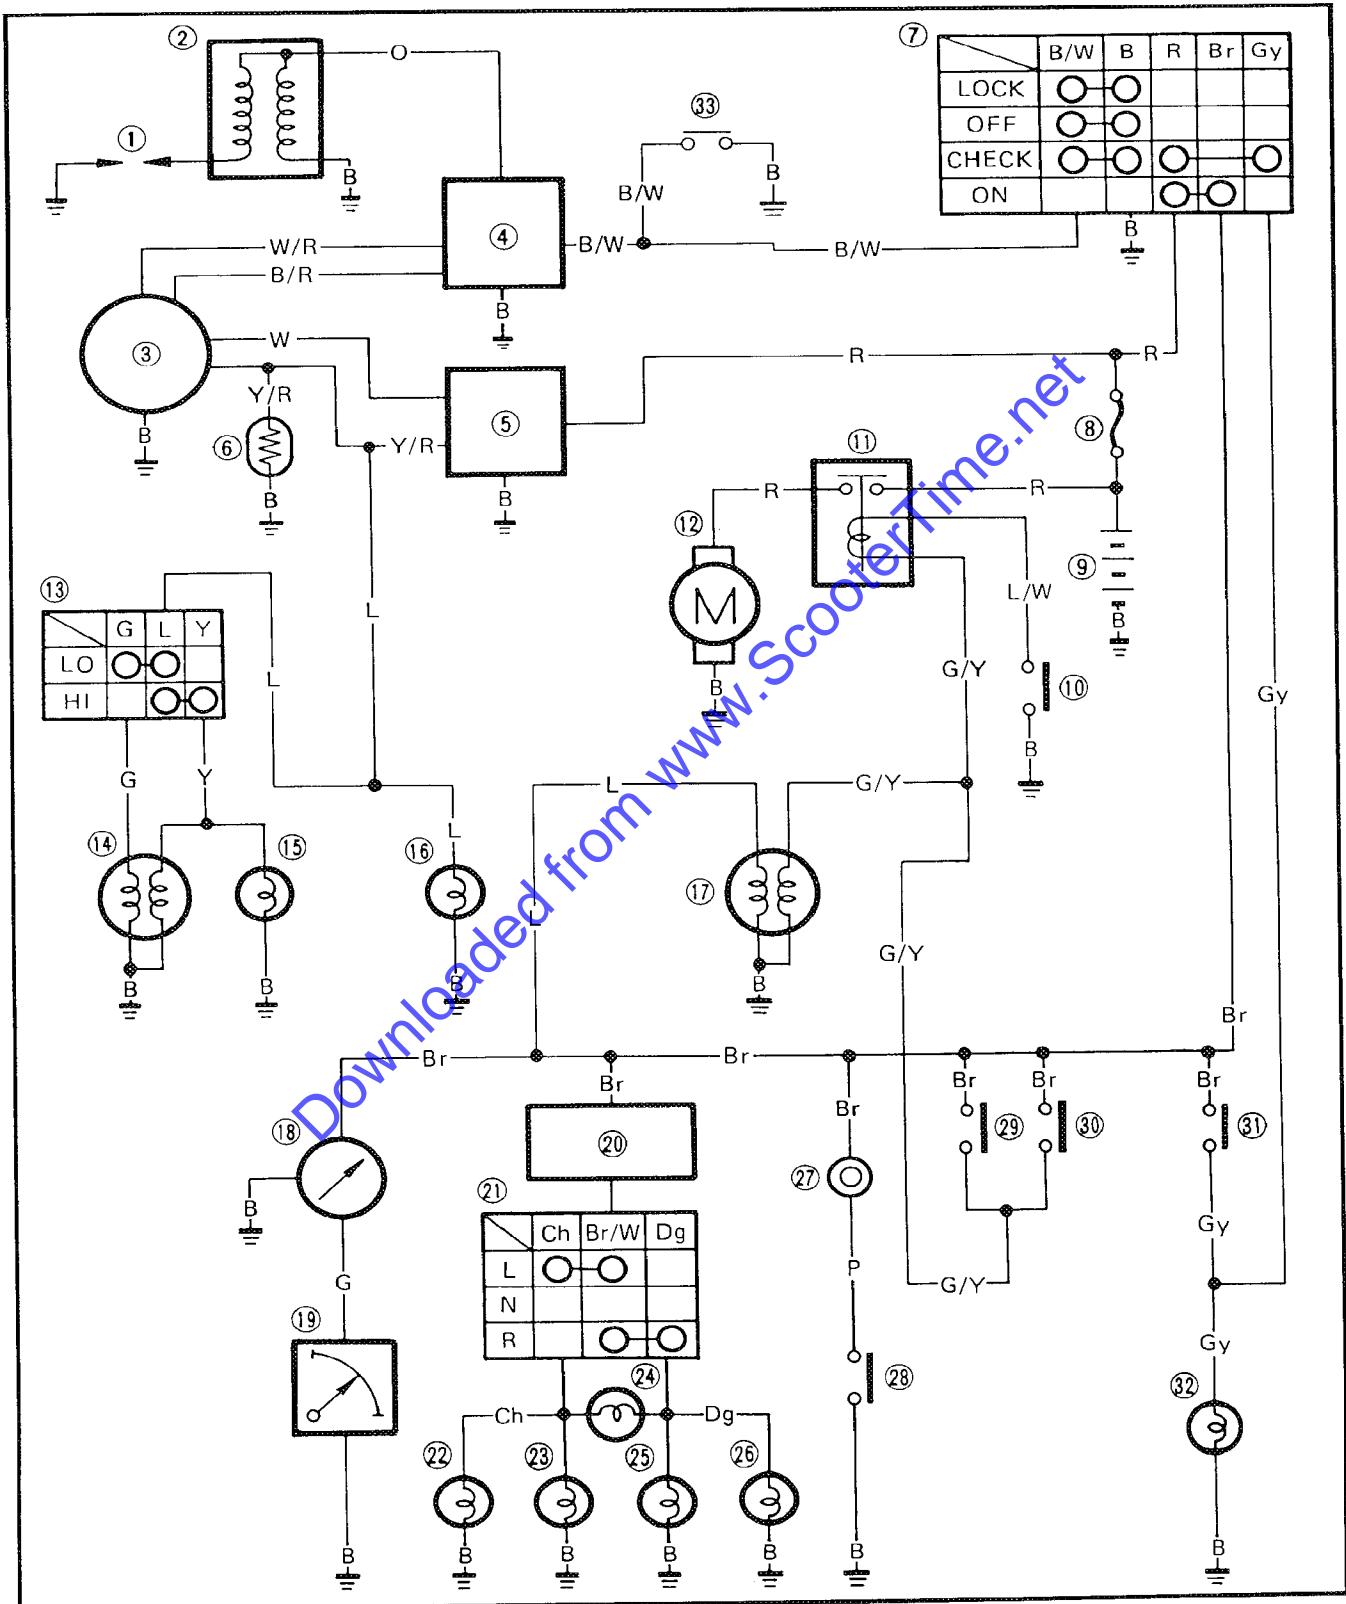 ② O
⑦ B/W B R Br Gy
LOCK
OFF
CHECK
ON
① B
㉝
B/W B
④
W/R B/W B/W B
B/R
B
③ W R R
Y/R
⑤
B ⑥ Y/R
B B
⑧
⑪
R R
⑫
M
⑨
L/W
B
⑬ G L Y
LO
HI
L
L
G/Y
⑩
B
Gy
B
G Y
L G/Y
L
⑭ ⑮ ⑯ ⑰
L
G/Y
B B B B
Br
Br Br
Br Br Br Br Br
⑱ ⑳ ㉗ ㉙ ㉚ ㉛
B
㉑ Ch Br/W Dg
L
N
R
Gy
P
G G/Y
⑲
Gy
㉔ ㉘ ㉜
Ch Dg
㉒ ㉓ ㉕ ㉖
B B B B B B B
Downloaded from www.ScooterTime.net